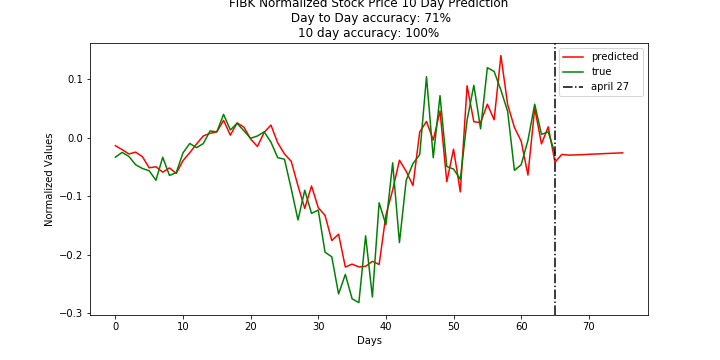 FIBK Normalized Stock Price 10 Day Prediction
Day to Day accuracy: 71%
10 day accuracy: 100%
predicted
true
april 27
0.1
0.0
−0.1
−0.2
−0.3
Normalized Values
0 10 20 30 40 50 60 70
Days